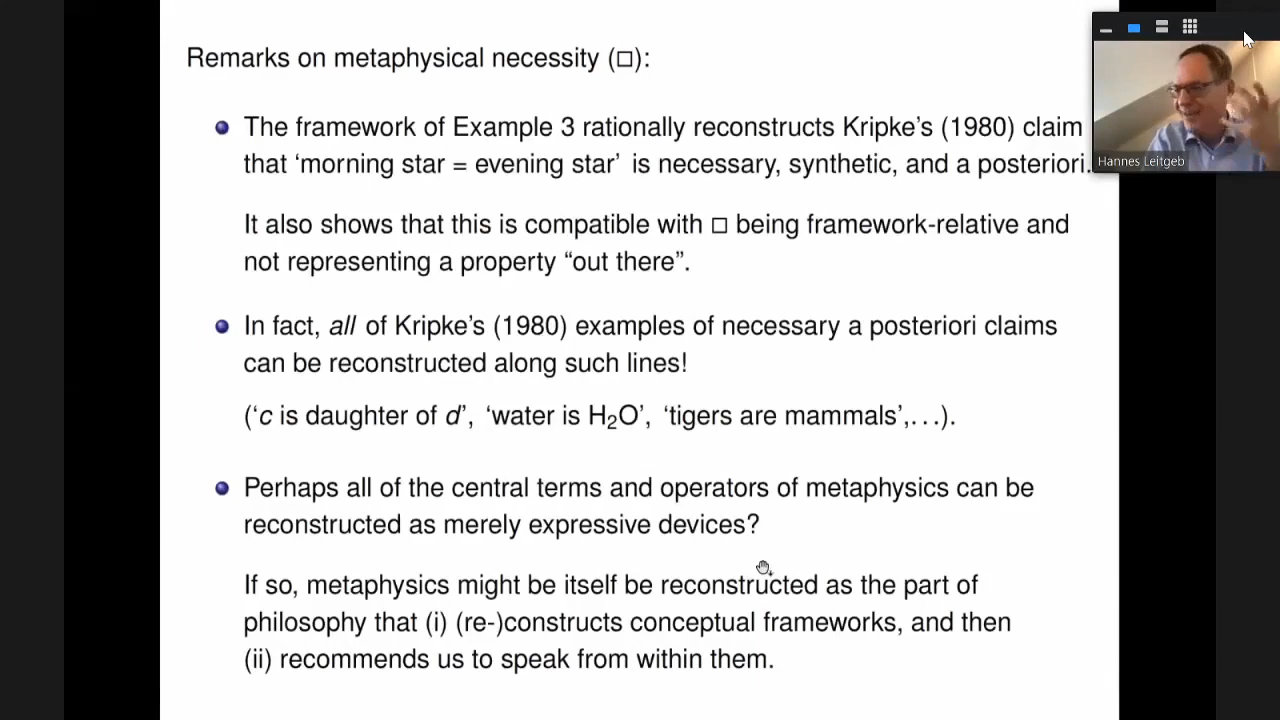 Remarks on metaphysical necessity (□):
The framework of Example 3 rationally reconstructs Kripke's (1980) claim
that ‘morning star = evening star’ is necessary, synthetic, and a posteriori.
Hannes Leitgeb
It also shows that this is compatible with □ being framework-relative and
not representing a property “out there”.
In fact, all of Kripke's (1980) examples of necessary a posteriori claims
can be reconstructed along such lines!
(‘c is daughter of d’, ‘water is H₂O’, ‘tigers are mammals’,...).
Perhaps all of the central terms and operators of metaphysics can be
reconstructed as merely expressive devices?
If so, metaphysics might be itself be reconstructed as the part of
philosophy that (i) (re-)constructs conceptual frameworks, and then
(ii) recommends us to speak from within them.